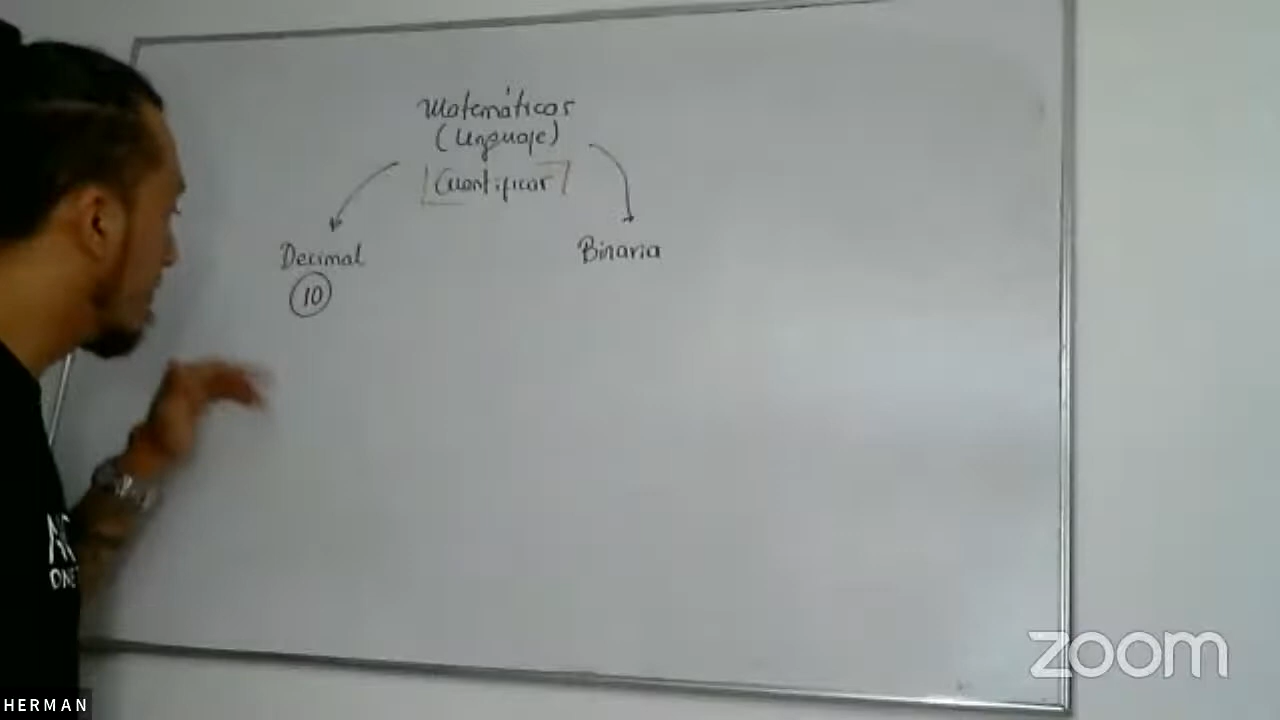 Matemáticas
(Lenguaje)
Cuantificar
Decimal
Binaria
10
zoom
HERMAN